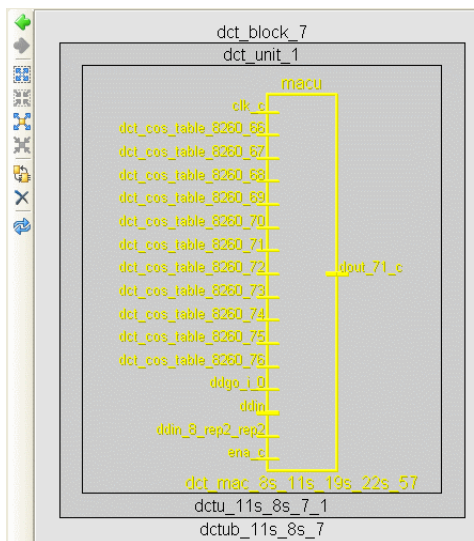 dct_block_7
dct_unit_1
macu
clk_c
dct_cos_table_8260_66
dct_cos_table_8260_67
dct_cos_table_8260_68
dct_cos_table_8260_69
dct_cos_table_8260_70
dct_cos_table_8260_71
dct_cos_table_8260_72
dout_71_c
dct_cos_table_8260_73
dct_cos_table_8260_74
dct_cos_table_8260_75
dct_cos_table_8260_76
ddgo_i_0
ddin
ddin_8_rep2_rep2
ena_c
dct_mac_8s_11s_19s_22s_57
dctu_11s_8s_7_1
dctub_11s_8s_7